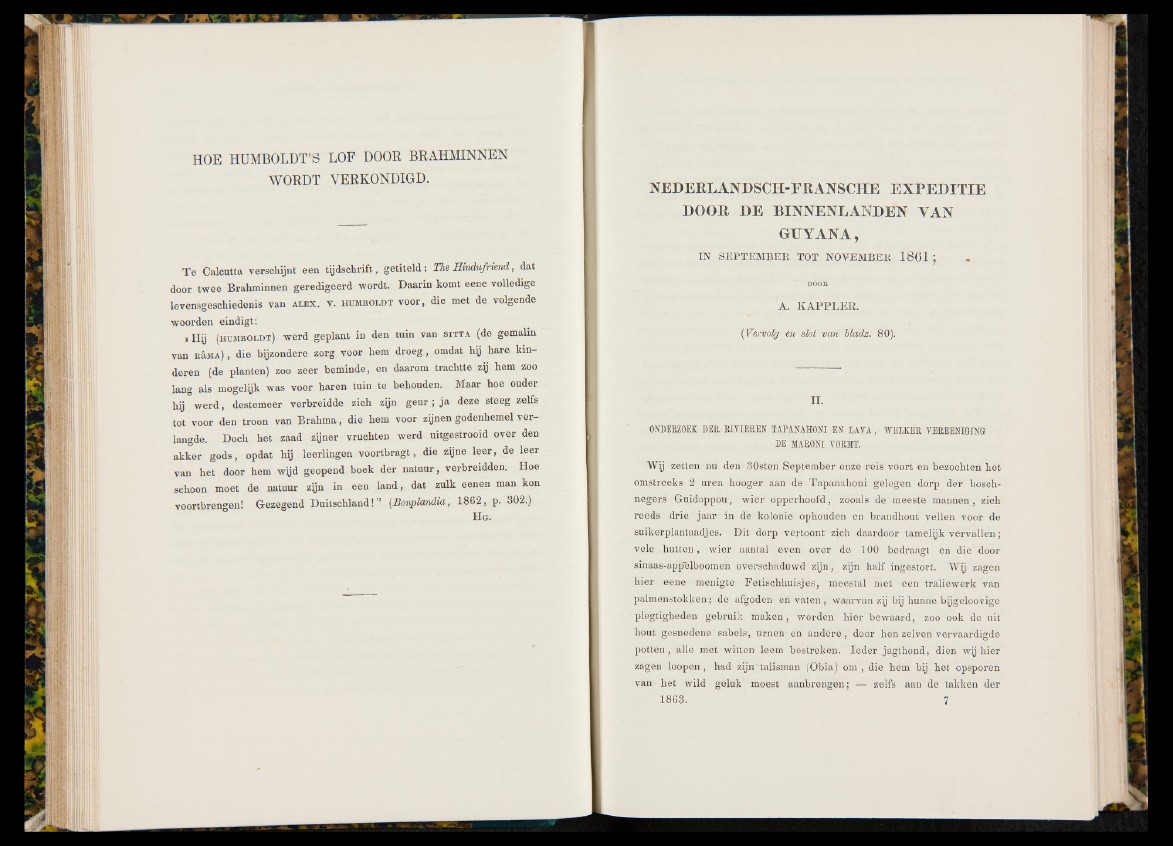 HOE HUMBOLDT'S LOF DOOR BRAHMINNEN
WORDT VERKONDIGD.
Te Calcutta verschijnt een tijdschrift, getiteld: The Hindufriend, dat
door twee Brahminnen geredigeerd wordt. Daarin komt eene volledige
levensgeschiedenis van ALEX. V. HUMBOLDT voor, die met de volgende
woorden eindigt:
»Hij (HUMBOLDT) werd geplant in den tuin van SITTA (de gemalin
van RÂMA), die bijzondere zorg voor hem droeg, omdat hij hare kin-
deren (de planten) zoo zeer beminde, en daarom trachtte zij hem zoo
lang als mogelijk was voor haren tuin te behouden. Maar hoe ouder
hij werd, destemeer verbreidde zich zijn geur; ja deze steeg zelfs
tot voor den troon van Brahma, die hem voor zijnen godenhemel ver-
langde. Doch het zaad zijner vruchten werd uitgestrooid over den
akker gods, opdat hij leerlingen voortbragt, die zijne leer, de leer
van het door hem wijd geopend boek der natuur, verbreidden. Hoe
schoon moet de natuur zijn in een land, dat zulk eenen man kon
voortbrengen! Gezegend Duitschland!" (Bonplandia, 1862, p. 302.)
HG.
NEDERLANDSCH-FRANSCHE EXPEDITIE
DOOR DE BINNENLANDEN VAN
GUYANA,
IN SEPTEMBER TOT NOVEMBER 1861;
DOOR
A. KAPPLER.
(Vervolg en slot van bladz. 80).
II.
ONDERZOEK DER RIVIEREN TAPANAHONI EN LAVA, WELKER VEREENIGING
DE MARONI VORMT.
Wij zetten nu den 30sten September onze reis voort en bezochten het
omstreeks 2 uren hooger aan de Tapanahoni gelegen dorp der bosch-
negers Guidappou, wier opperhoofd, zooals de meeste mannen, zich
reeds drie jaar in de kolonie ophouden en brandhout vellen voor de
suikerplantaadjes. Dit dorp vertoont zich daardoor tamelijk vervallen;
vele hutten, wier aantal even over de 100 bedraagt en die door
sinaas-appelboomen overschaduwd zijn, zijn half ingestort. Wij zagen
hier eene menigte Fetischhuisjes, meestal met een traliewerk van
palmenstokken; de afgoden en vaten, waarvan zij bij hunne bijgeloovige
plegtigheden gebruik maken, worden hier bewaard, zoo ook de uit
hout gesnedene sabels, urnen en andere, door hen zelven vervaardigde
potten, alle met witten leem bestreken. Ieder jagthond, dien wij hier
zagen loopen, had zijn talisman (Obia) om, die hem bij het opsporen
van het wild geluk moest aanbrengen; — zelfs aan de takken der
1863. 7